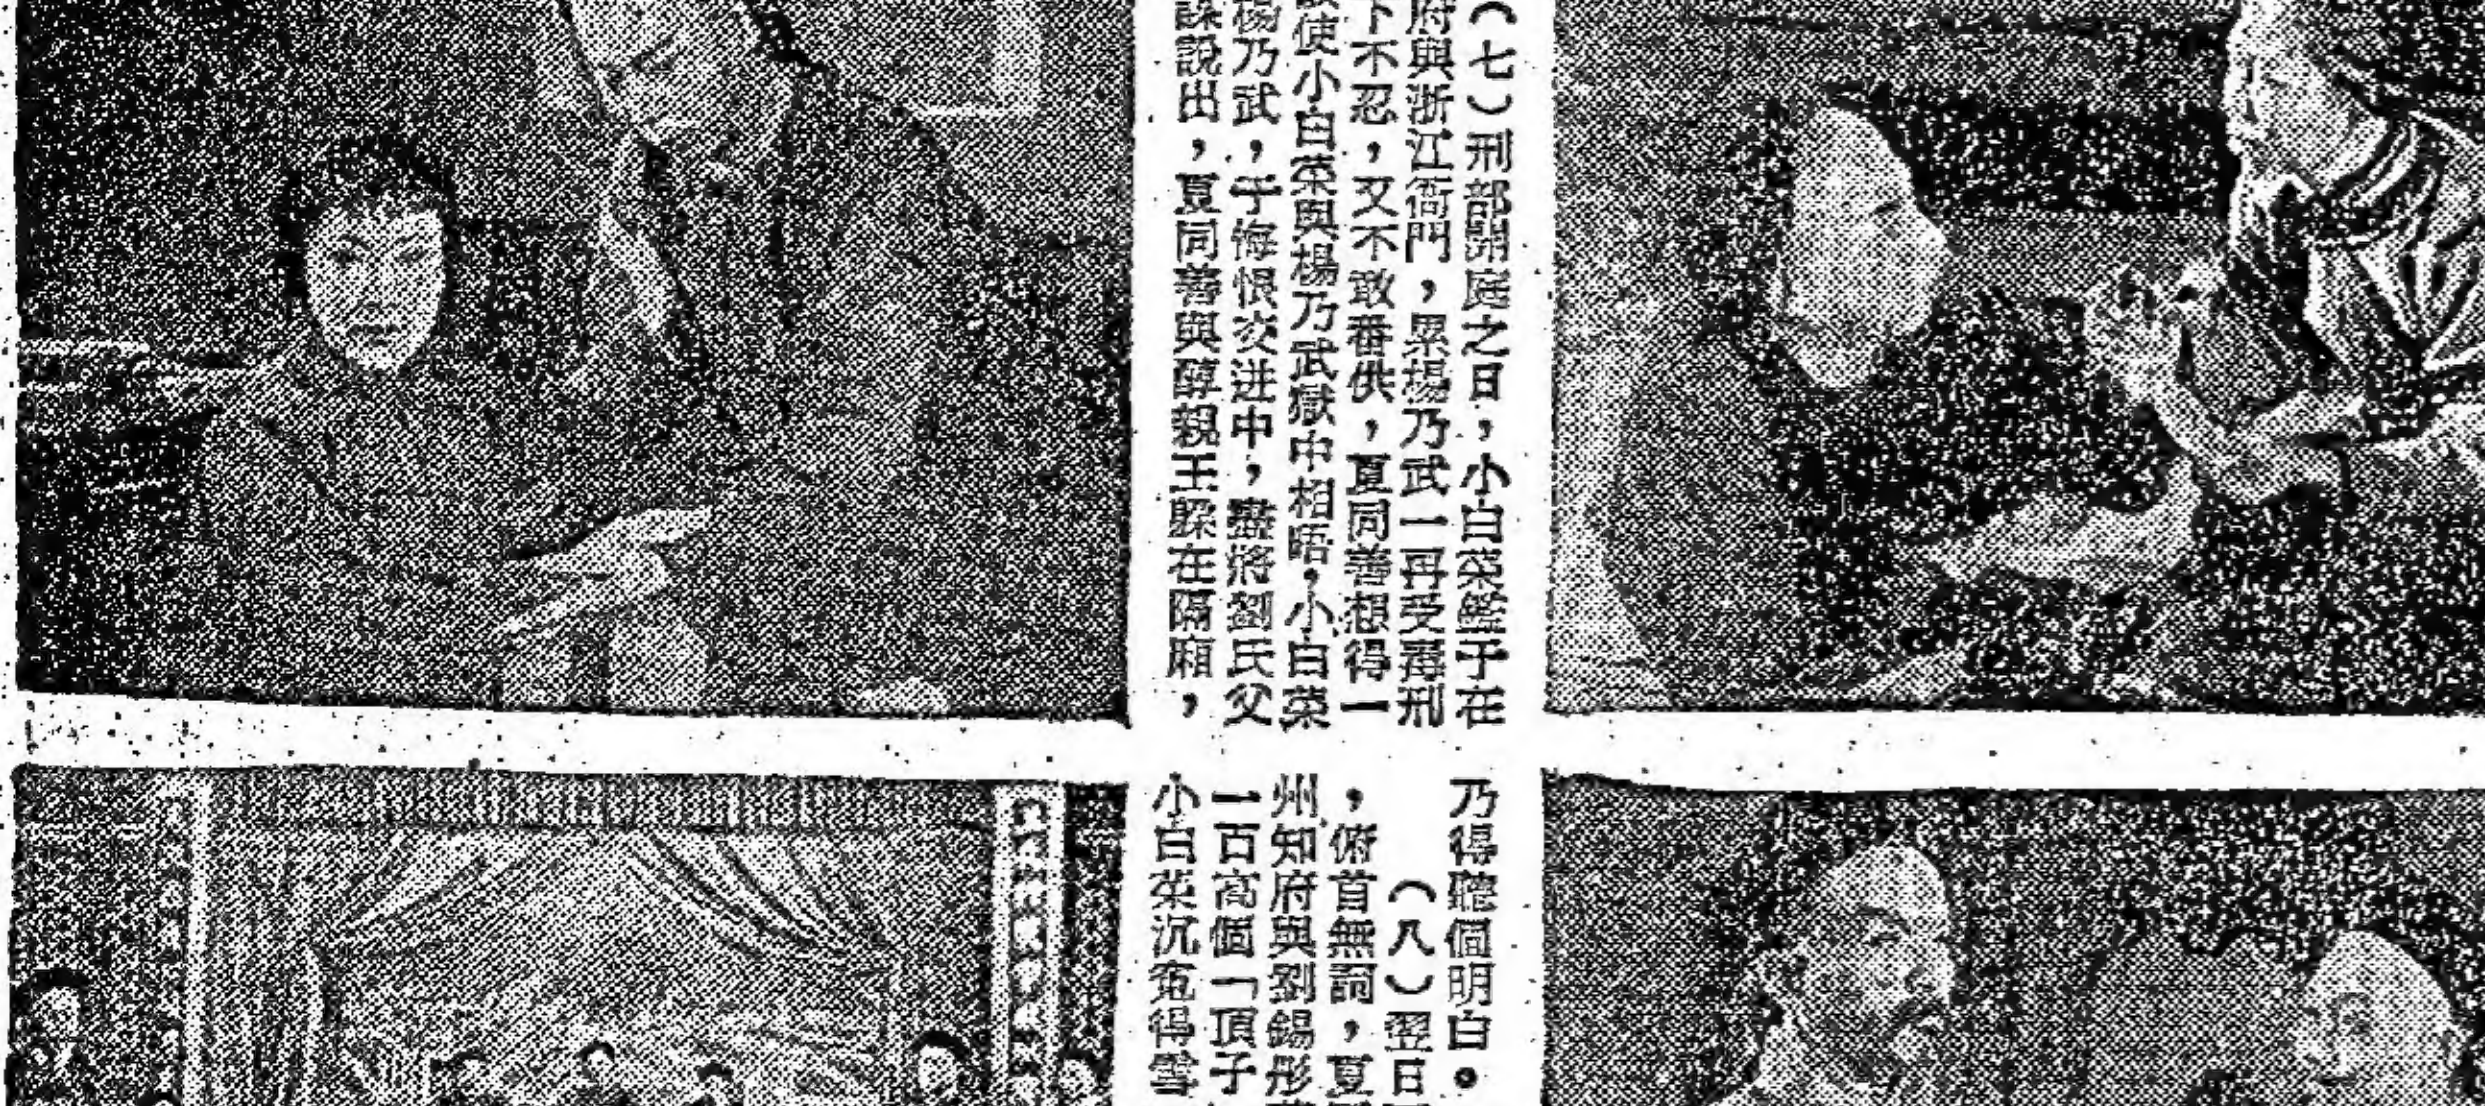 （七）刑部開庭之日，小白菜鑒于在
府與浙江衙門，累楊乃武一再受毒刑
下不忍，又不敢番供，夏同善想得一
使小白菜與楊乃武獄中相晤，小白菜
楊乃武，于悔恨交迸中，盡將劉氏父
謀說出，夏同善與醇親王躲在隔廂，
乃得聽個明白。
（八）翌日
，俯首無詞，夏
州知府與劉錫彤
一百高個「頂子
小白菜沉寃得雪